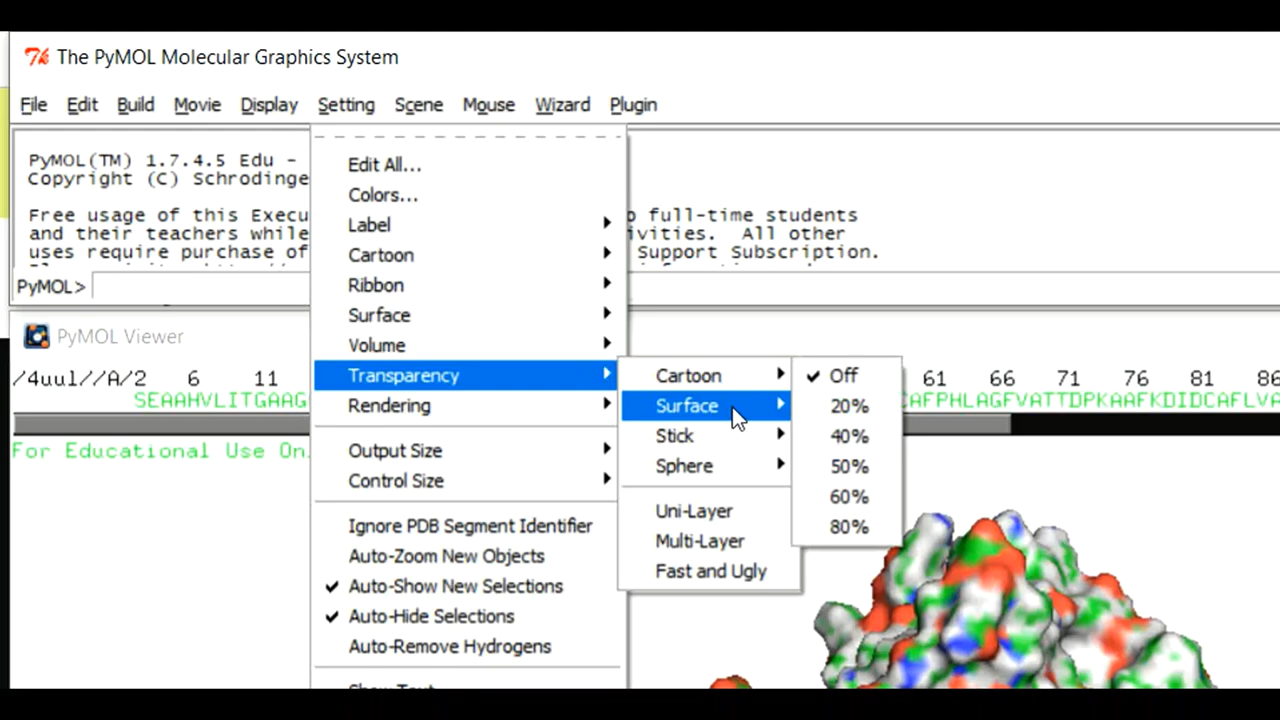 The PyMOL Molecular Graphics System
File Edit Build Movie Display Setting Scene Mouse Wizard Plugin
PyMOL(TM) 1.7.4.5 Edu -
Copyright (C) Schrodinge
Free usage of this Execu
o full-time students
and their teachers while
ivities. All other
uses require purchase of
Support Subscription.
PyMOL>
Edit All...
Colors...
Label
Cartoon
Ribbon
Surface
Volume
Transparency
Rendering
Output Size
Control Size
Ignore PDB Segment Identifier
Auto-Zoom New Objects
Auto-Show New Selections
Auto-Hide Selections
Auto-Remove Hydrogens
Cartoon
Surface
Stick
Sphere
Uni-Layer
Multi-Layer
Fast and Ugly
Off
20%
40%
50%
60%
80%
PyMOL Viewer
/4uul//A/2 6 11 61 66 71 76 81 86
SEAAHVLITGAAG CAFPHLAGFVATTDPKAAFKDIDCAFLVA
For Educational Use On